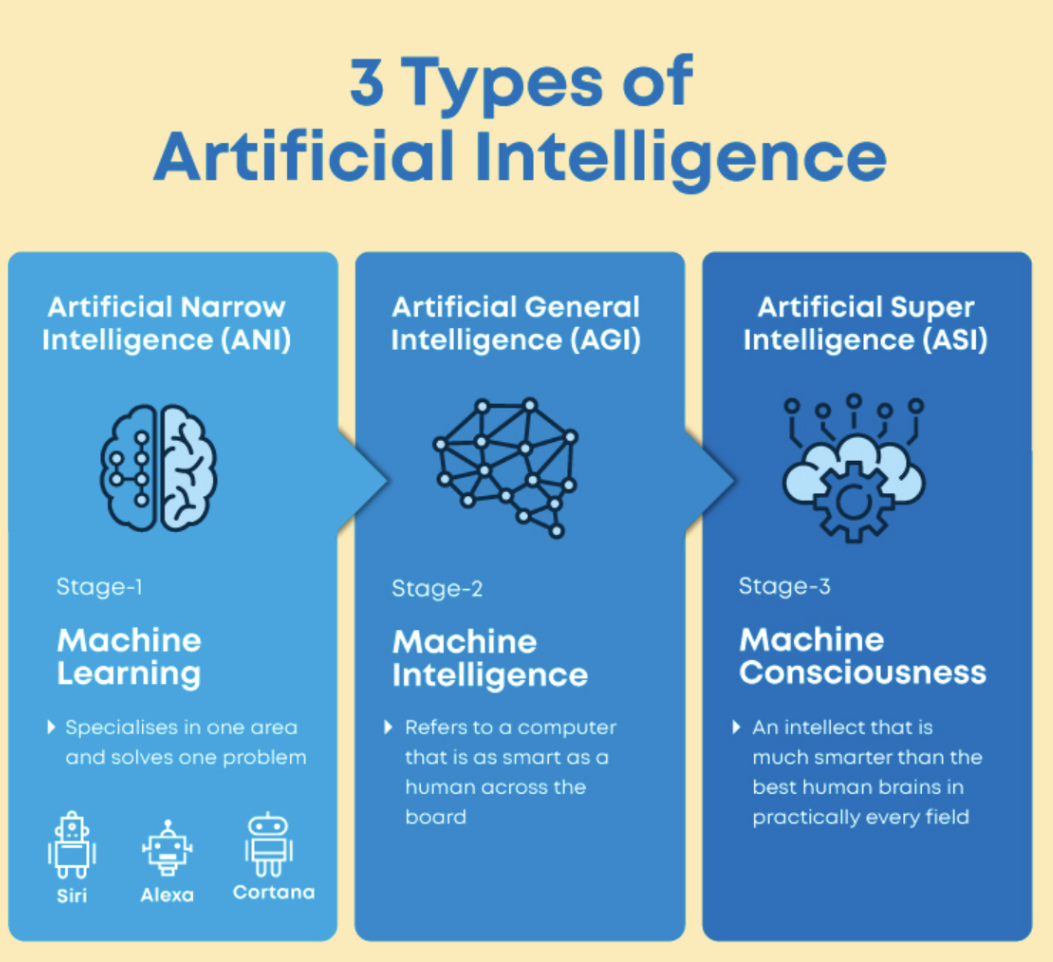 3 Types of
Artificial Intelligence
Artificial Narrow
Intelligence (ANI)
Stage-1
Machine
Learning
Specialises in one area
and solves one problem
Siri
Alexa
Cortana
Artificial General
Intelligence (AGI)
Stage-2
Machine
Intelligence
Refers to a computer
that is as smart as a
human across the
board
Artificial Super
Intelligence (ASI)
Stage-3
Machine
Consciousness
An intellect that is
much smarter than the
best human brains in
practically every field